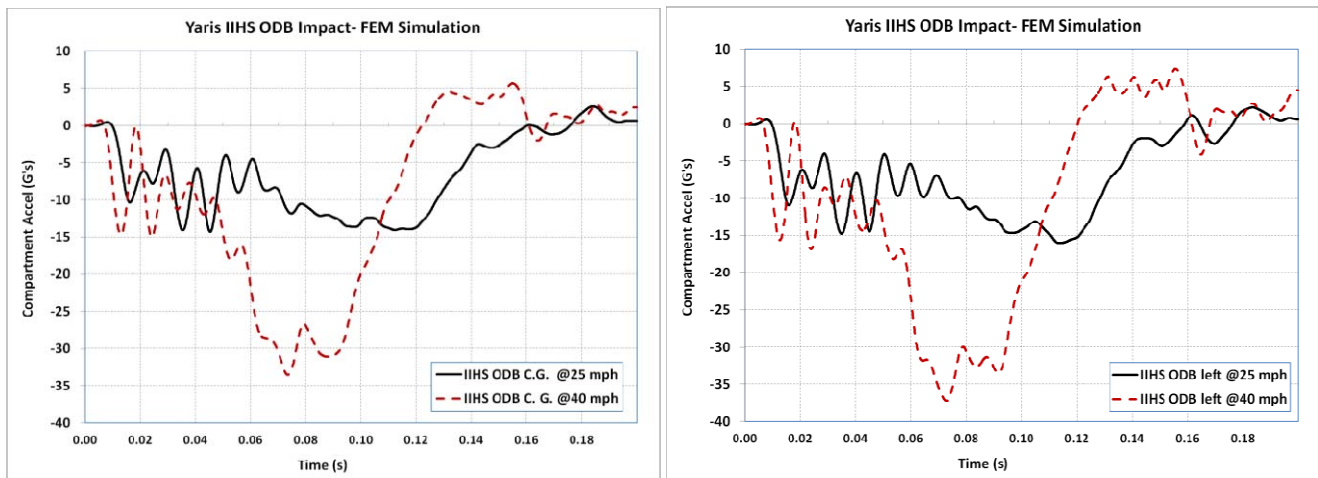 Yaris IIHS ODB Impact- FEM Simulation
10
5
0
-5
-10
-15
-20
-25
-30
-35
-40
Compartment Accel (G's)
IIHS ODB C.G. @25 mph
IIHS ODB C. G. @40 mph
0.00 0.02 0.04 0.06 0.08 0.10 0.12 0.14 0.16 0.18
Time (s)
Yaris IIHS ODB Impact- FEM Simulation
10
5
0
-5
-10
-15
-20
-25
-30
-35
-40
Compartment Accel (G's)
IIHS ODB left @25 mph
IIHS ODB left @40 mph
0.00 0.02 0.04 0.06 0.08 0.10 0.12 0.14 0.16 0.18
Time (s)